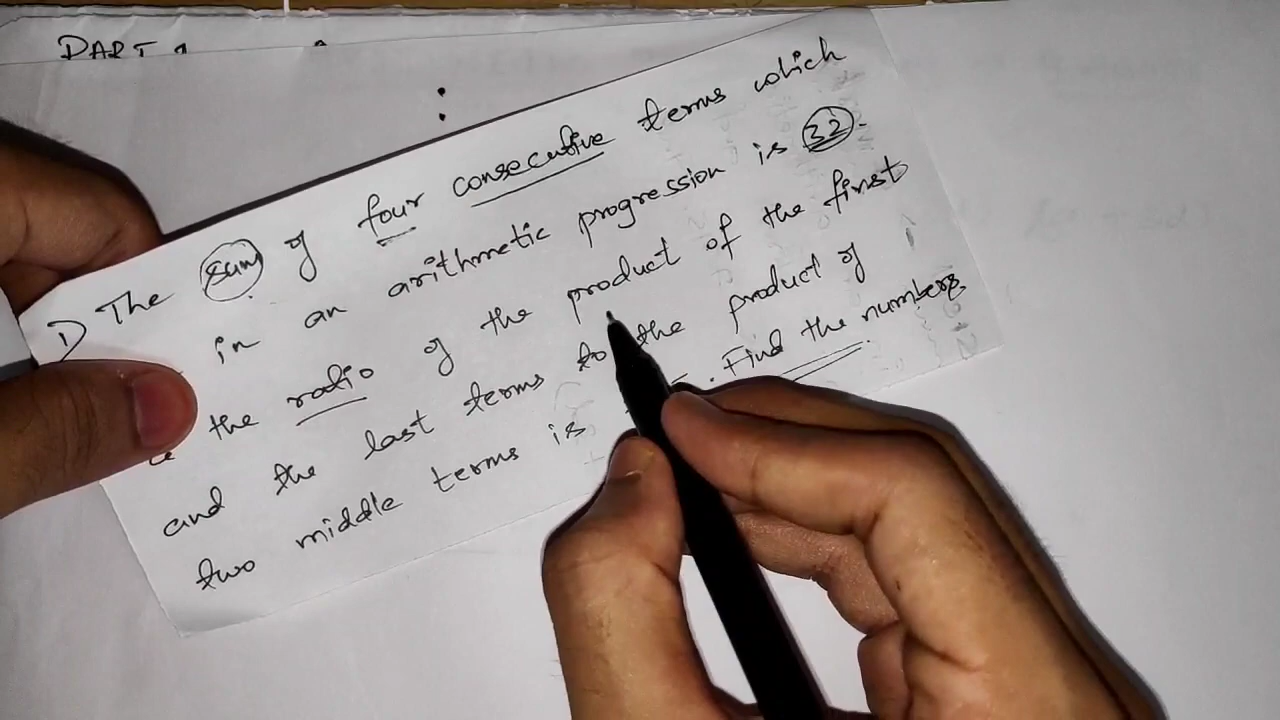 PART 1
:
1) The sum of four consecutive terms which
in an arithmetic progression is 32.
the ratio of the product of the first
and the last terms to the product of
two middle terms is . Find the numbers